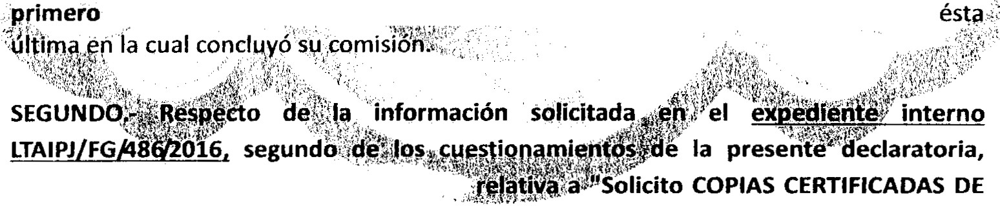 primero ésta
última en la cual concluyó su comisión.
SEGUNDO.- Respecto de la información solicitada en el expediente interno
LTAIPJ/FG/486/2016, segundo de los cuestionamientos de la presente declaratoria,
relativa a "Solicito COPIAS CERTIFICADAS DE